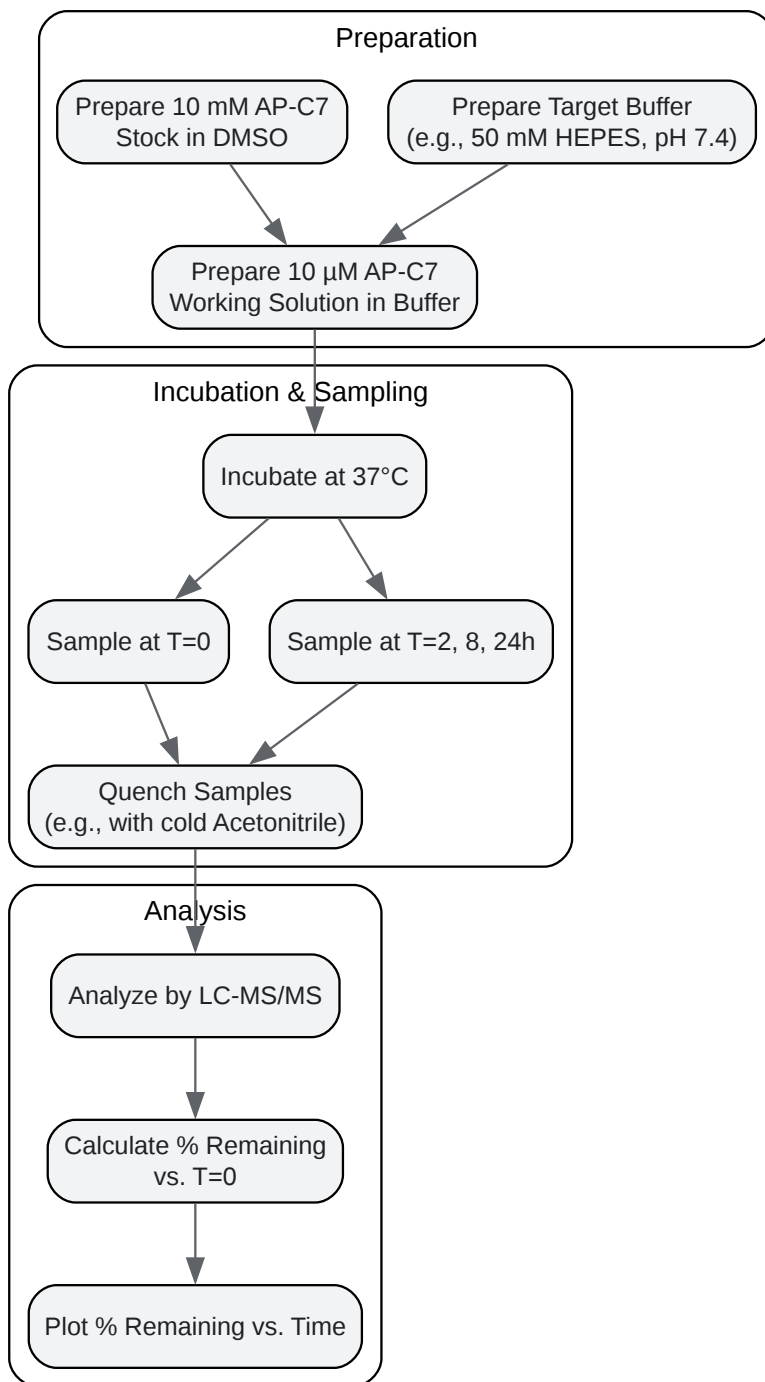 Preparation
Prepare 10 mM AP-C7
Stock in DMSO
Prepare Target Buffer
(e.g., 50 mM HEPES, pH 7.4)
Prepare 10 µM AP-C7
Working Solution in Buffer
Incubation & Sampling
Incubate at 37°C
Sample at T=0
Sample at T=2, 8, 24h
Quench Samples
(e.g., with cold Acetonitrile)
Analysis
Analyze by LC-MS/MS
Calculate % Remaining
vs. T=0
Plot % Remaining vs. Time